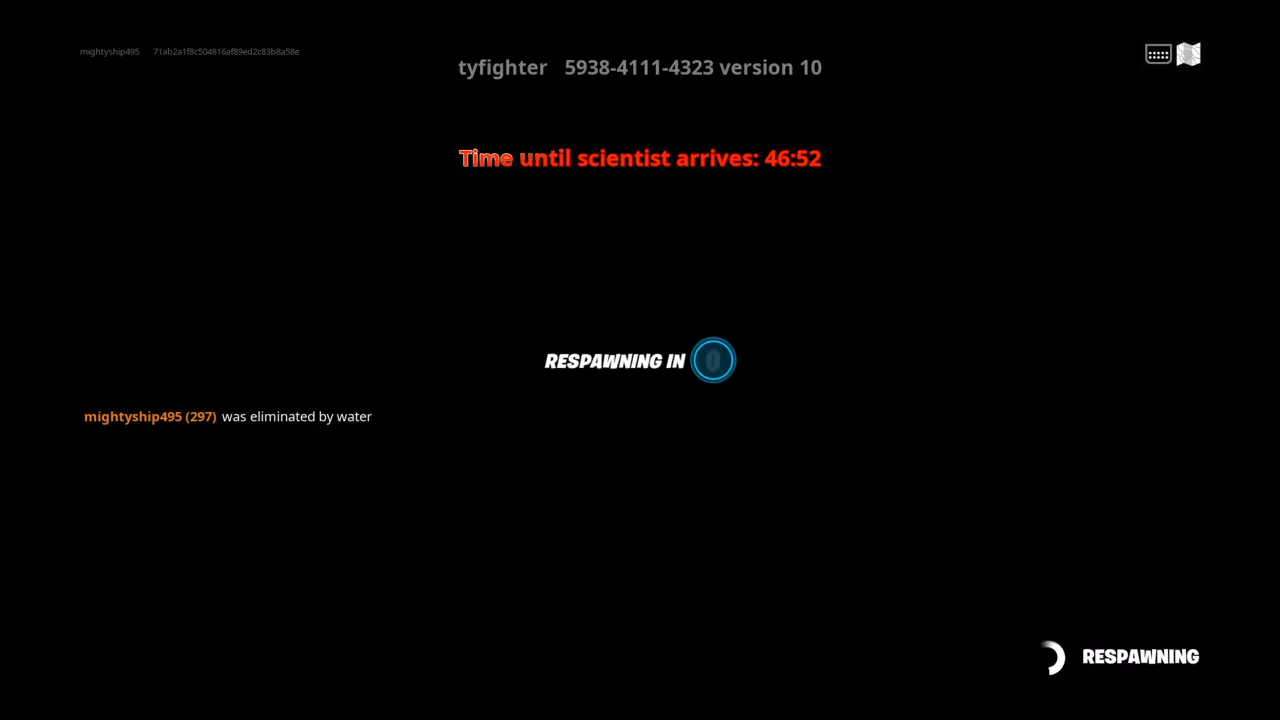 mightyship495 71ab2a1f8c504816af89ed2c83b8a58e
tyfighter 5938-4111-4323 version 10
Time until scientist arrives: 46:52
RESPAWNING IN 0
mightyship495 (297) was eliminated by water
RESPAWNING